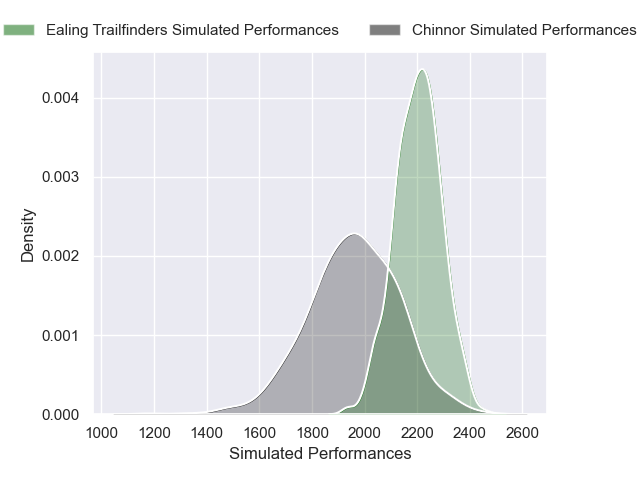 Ealing Trailfinders Simulated Performances Chinnor Simulated Performances
0.004
0.003
0.002
0.001
0.000
Density
1000 1200 1400 1600 1800 2000 2200 2400 2600
Simulated Performances